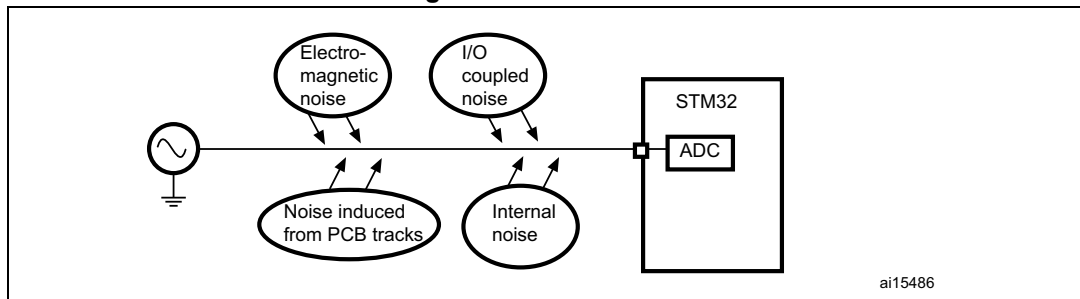 Electro-
magnetic
noise
I/O
coupled
noise
STM32
ADC
Noise induced
from PCB tracks
Internal
noise
ai15486